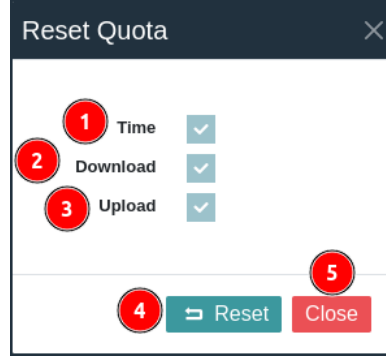 Reset Quota
1 Time
2 Download
3 Upload
5
4 Reset Close